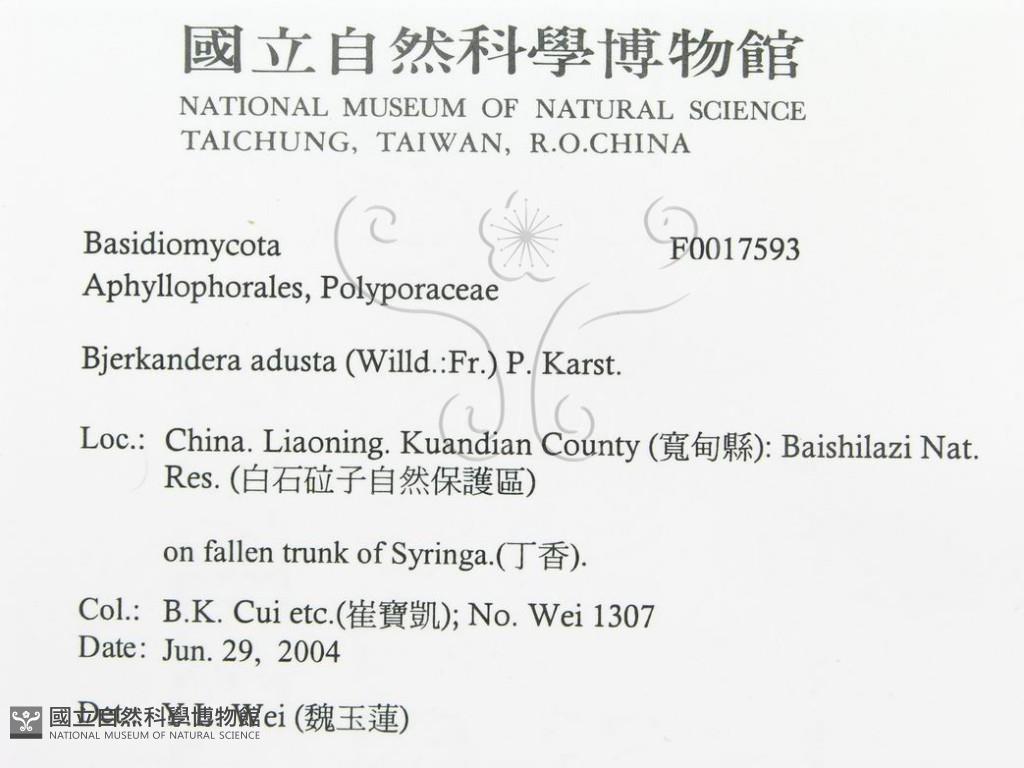 國立自然科學博物館
NATIONAL MUSEUM OF NATURAL SCIENCE
TAICHUNG, TAIWAN, R.O.CHINA
Basidiomycota F0017593
Aphyllophorales, Polyporaceae
Bjerkandera adusta (Willd.:Fr.) P. Karst.
Loc.: China. Liaoning. Kuandian County (寬甸縣): Baishilazi Nat.
Res. (白石砬子自然保護區)
on fallen trunk of Syringa.(丁香).
Col.: B.K. Cui etc.(崔寶凱); No. Wei 1307
Date: Jun. 29, 2004
Det.: Y.L. Wei (魏玉蓮)
國立自然科學博物館
NATIONAL MUSEUM OF NATURAL SCIENCE